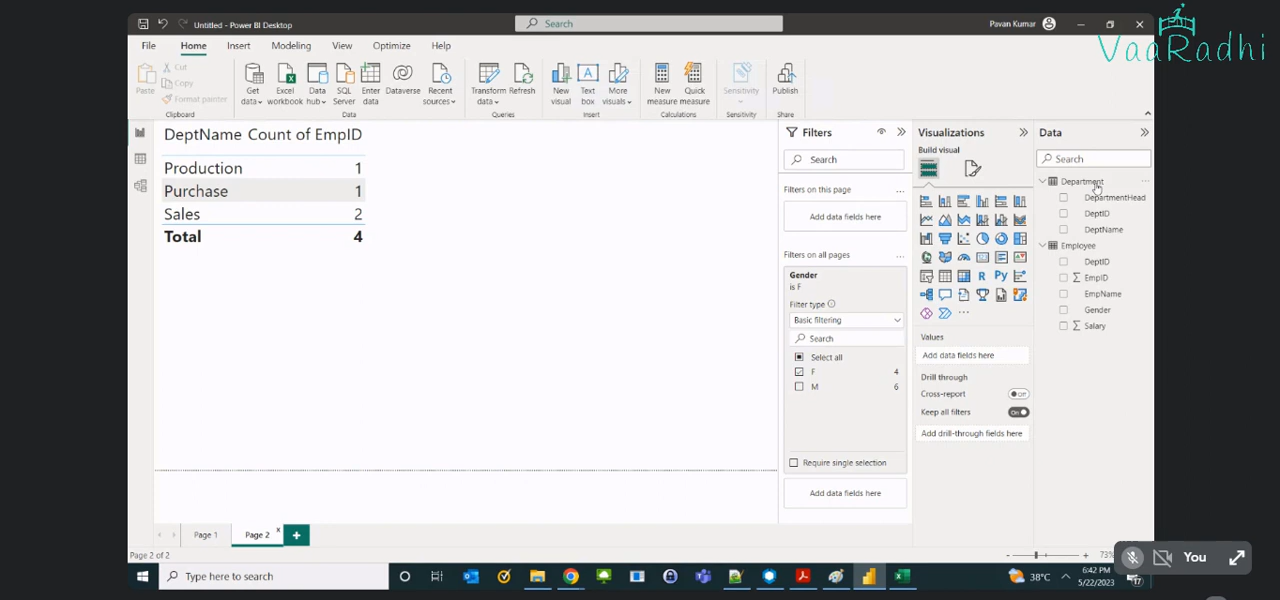 Untitled - Power BI Desktop
Search
Pavan Kumar
VaaRadhi
File Home Insert Modeling View Optimize Help
Paste
Cut
Copy
Format painter
Get data
Excel workbook
Data hub
SQL Server
Enter data
Dataverse
Recent sources
Transform data
Refresh
New visual
Text box
More visuals
New measure
Quick measure
Sensitivity
Publish
Clipboard
Data
Queries
Insert
Calculations
Sensitivity
Share
DeptName Count of EmpID
Production 1
Purchase 1
Sales 2
Total 4
Filters
Search
Filters on this page ...
Add data fields here
Filters on all pages ...
Gender
is F
Filter type
Basic filtering
Search
Select all
F 4
M 6
Require single selection
Add data fields here
Visualizations
Build visual
R Py
...
Values
Add data fields here
Drill through
Cross-report Off
Keep all filters On
Add drill-through fields here
Data
Search
Department ...
DepartmentHead
DeptID
DeptName
Employee
DeptID
Σ EmpID
EmpName
Gender
Σ Salary
Page 1
Page 2 x
+
Page 2 of 2
- + 73%
You
Type here to search
38°C
6:42 PM
5/22/2023
17